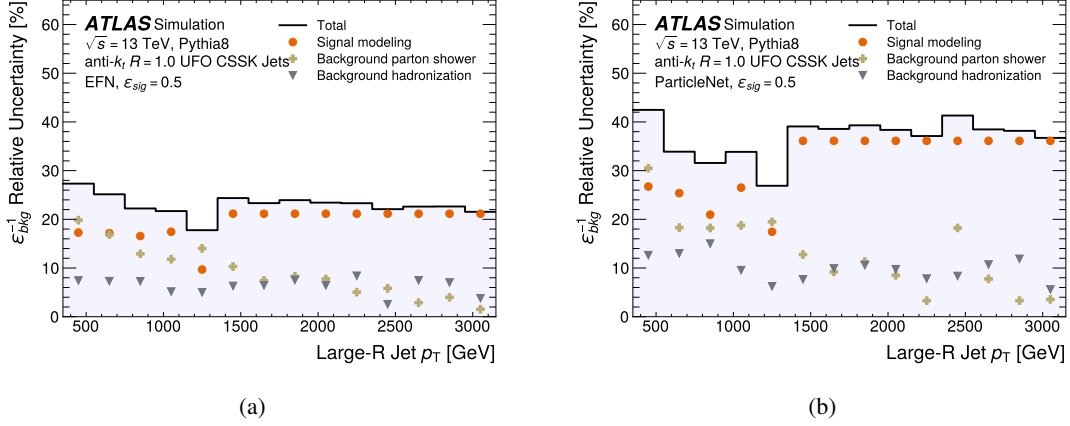 ATLAS Simulation
√s = 13 TeV, Pythia8
anti-kt R = 1.0 UFO CSSK Jets
EFN, εsig = 0.5
Total
Signal modeling
Background parton shower
Background hadronization
ε−1bkg Relative Uncertainty [%]
60
50
40
30
20
10
0
500 1000 1500 2000 2500 3000
Large-R Jet pT [GeV]
(a)
ATLAS Simulation
√s = 13 TeV, Pythia8
anti-kt R = 1.0 UFO CSSK Jets
ParticleNet, εsig = 0.5
Total
Signal modeling
Background parton shower
Background hadronization
ε−1bkg Relative Uncertainty [%]
60
50
40
30
20
10
0
500 1000 1500 2000 2500 3000
Large-R Jet pT [GeV]
(b)